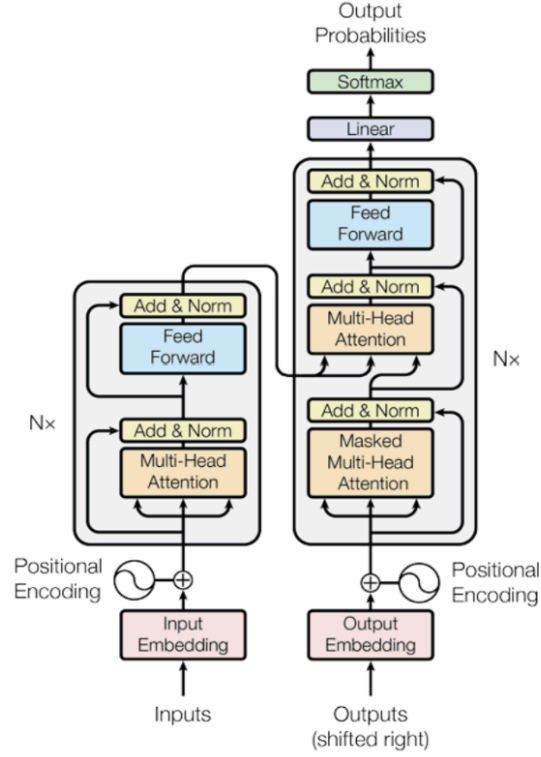 Output
Probabilities
Softmax
Linear
Add & Norm
Feed
Forward
Add & Norm
Multi-Head
Attention
Add & Norm
Masked
Multi-Head
Attention
Nx
Add & Norm
Feed
Forward
Add & Norm
Multi-Head
Attention
Nx
Positional
Encoding
Positional
Encoding
Input
Embedding
Output
Embedding
Inputs
Outputs
(shifted right)